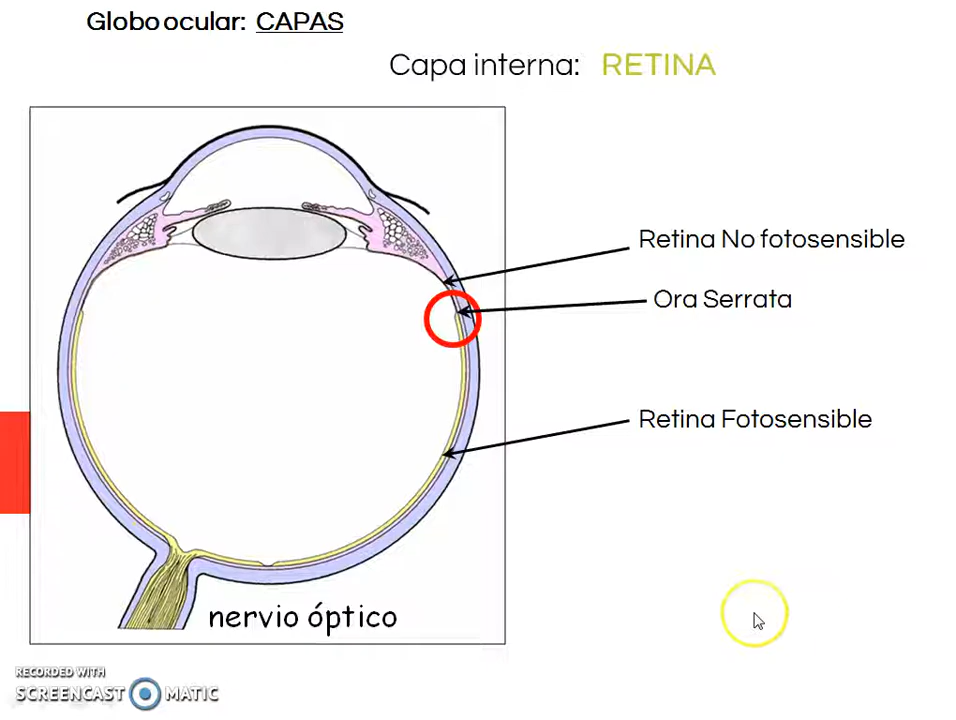 Globo ocular: CAPAS
Capa interna: RETINA
Retina No fotosensible
Ora Serrata
Retina Fotosensible
nervio óptico
RECORDED WITH
SCREENCAST MATIC